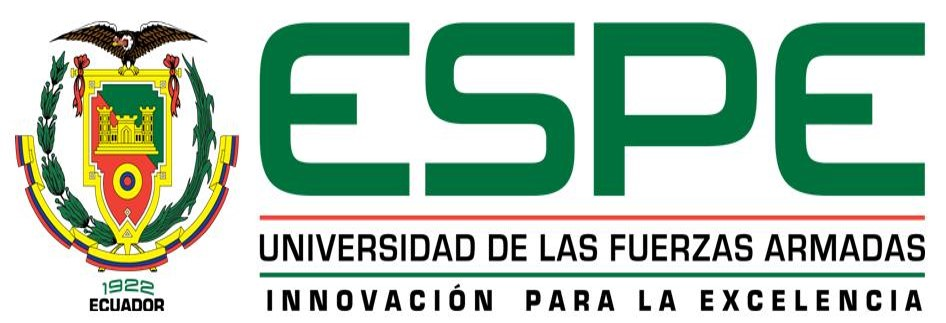 ESPE
UNIVERSIDAD DE LAS FUERZAS ARMADAS
INNOVACIÓN PARA LA EXCELENCIA
1922
ECUADOR